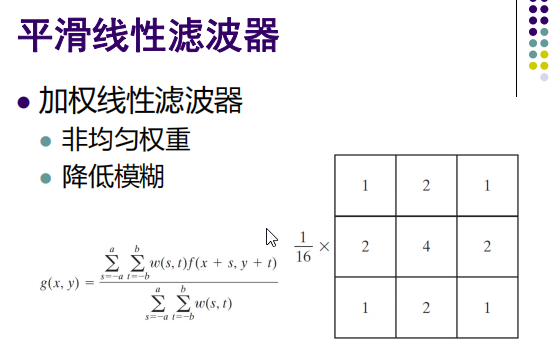 平滑线性滤波器
加权线性滤波器
非均匀权重
降低模糊
g(x, y) = \frac{\sum_{s=-a}^{a} \sum_{t=-b}^{b} w(s, t) f(x + s, y + t)}{\sum_{s=-a}^{a} \sum_{t=-b}^{b} w(s, t)}
1/16 ×
1 2 1
2 4 2
1 2 1